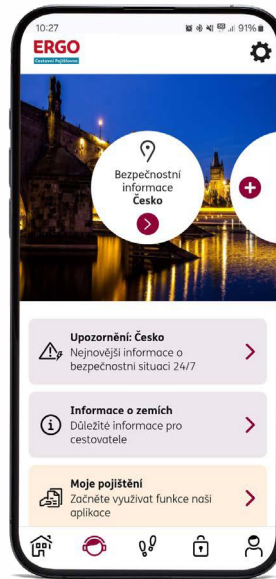 10:27
91%
ERGO
Cestovní Pojišťovna
Bezpečnostní
informace
Česko
Upozornění: Česko
Nejnovější informace o
bezpečnostní situaci 24/7
Informace o zemích
Důležité informace pro
cestovatele
Moje pojištění
Začněte využívat funkce naší
aplikace